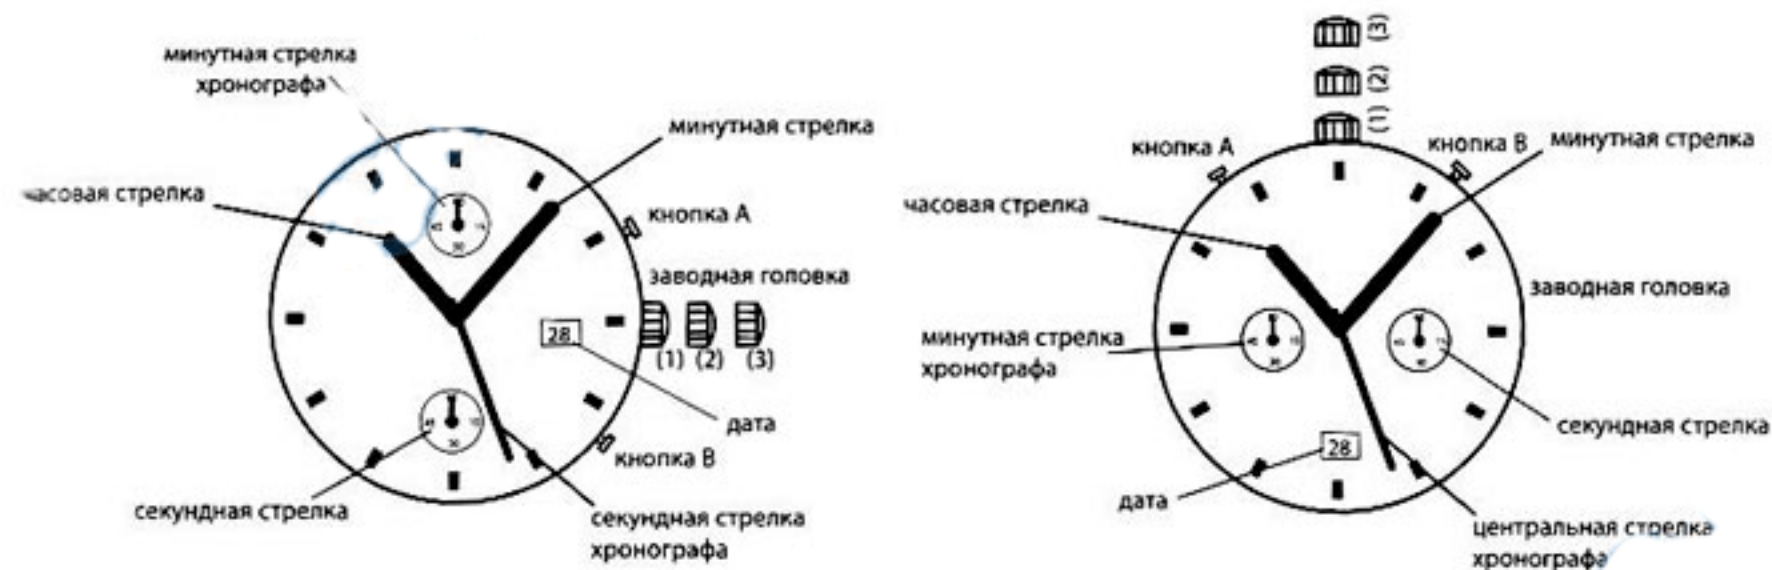 минутная стрелка
хронографа
минутная стрелка
часовая стрелка
кнопка А
заводная головка
28
(1) (2) (3)
дата
кнопка В
30
30
секундная стрелка
секундная стрелка
хронографа
(3)
(2)
(1)
кнопка А
кнопка В
минутная стрелка
часовая стрелка
заводная головка
минутная стрелка
хронографа
секундная стрелка
28
дата
центральная стрелка
хронографа